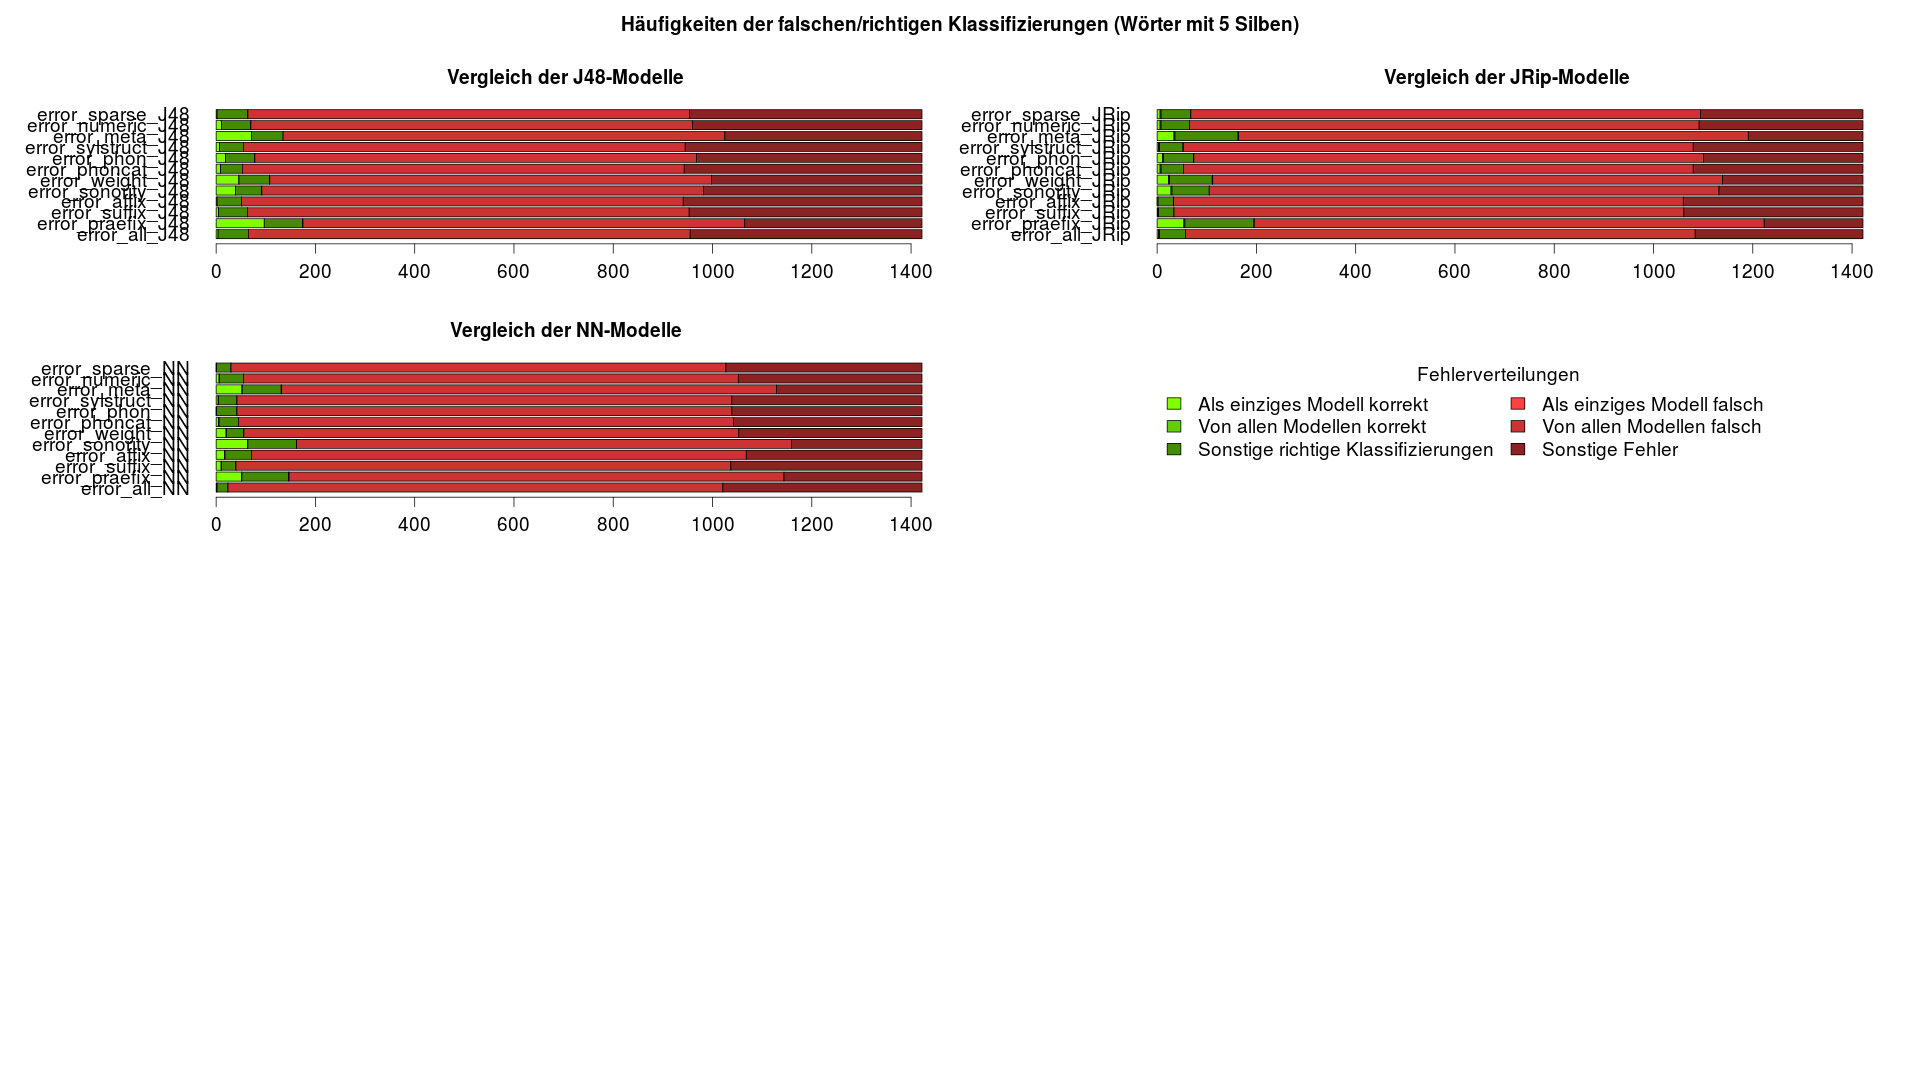 Häufigkeiten der falschen/richtigen Klassifizierungen (Wörter mit 5 Silben)
Vergleich der J48-Modelle
error_sparse_J48
error_numeric_J48
error_meta_J48
error_sylstruct_J48
error_phon_J48
error_phoncat_J48
error_weight_J48
error_sonority_J48
error_affix_J48
error_suffix_J48
error_praefix_J48
error_all_J48
0 200 400 600 800 1000 1200 1400
Vergleich der JRip-Modelle
error_sparse_JRip
error_numeric_JRip
error_meta_JRip
error_sylstruct_JRip
error_phon_JRip
error_phoncat_JRip
error_weight_JRip
error_sonority_JRip
error_affix_JRip
error_suffix_JRip
error_praefix_JRip
error_all_JRip
0 200 400 600 800 1000 1200 1400
Vergleich der NN-Modelle
error_sparse_NN
error_numeric_NN
error_meta_NN
error_sylstruct_NN
error_phon_NN
error_phoncat_NN
error_weight_NN
error_sonority_NN
error_affix_NN
error_suffix_NN
error_praefix_NN
error_all_NN
0 200 400 600 800 1000 1200 1400
Fehlerverteilungen
Als einziges Modell korrekt
Von allen Modellen korrekt
Sonstige richtige Klassifizierungen
Als einziges Modell falsch
Von allen Modellen falsch
Sonstige Fehler